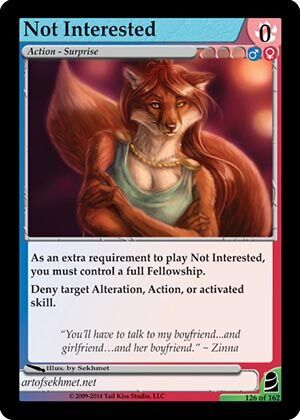 Not Interested
0
Action - Surprise
As an extra requirement to play Not Interested,
you must control a full Fellowship.
Deny target Alteration, Action, or activated
skill.
"You'll have to talk to my boyfriend...and
girlfriend...and her boyfriend." ~ Zinna
Illus. by Sekhmet
artofsekhmet.net
© 2009-2014 Tail Kiss Studio, LLC
126 of 162